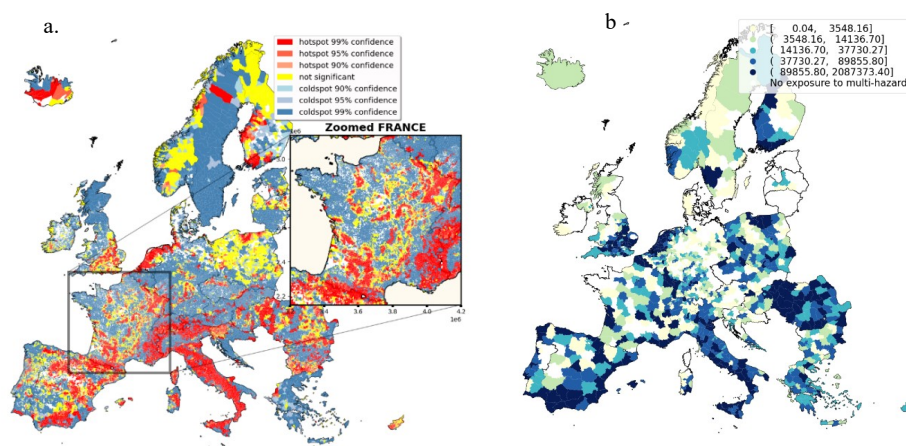 a.
hotspot 99% confidence
hotspot 95% confidence
hotspot 90% confidence
not significant
coldspot 90% confidence
coldspot 95% confidence
coldspot 99% confidence
Zoomed FRANCE
2.2
3.4 3.6 3.8 4.0 4.2
1e6
b
[ 0.04, 3548.16]
( 3548.16, 14136.70]
( 14136.70, 37730.27]
( 37730.27, 89855.80]
( 89855.80, 2087373.40]
No exposure to multi-hazard